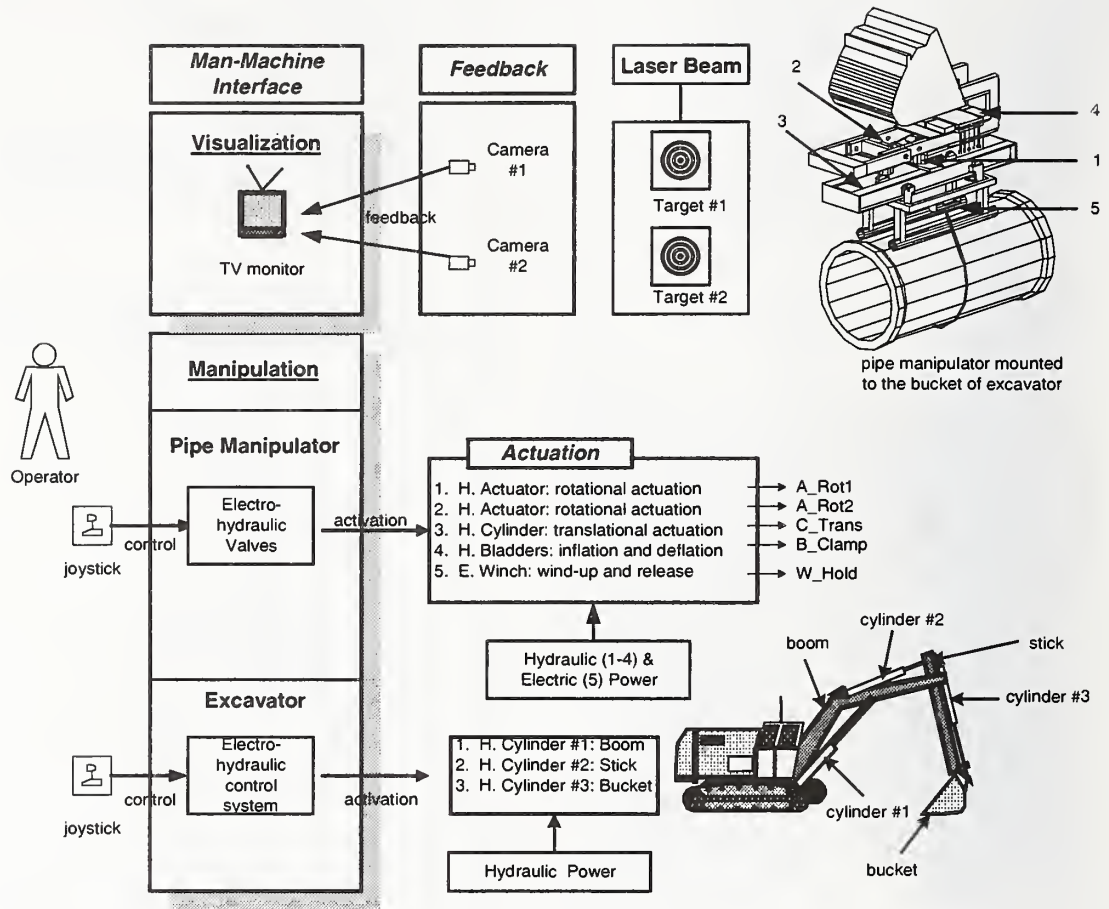 Man-Machine
Interface
Feedback
Laser Beam
Visualization
TV monitor
feedback
Camera
#1
Camera
#2
Target #1
Target #2
2
3
4
1
5
pipe manipulator mounted
to the bucket of excavator
Operator
Manipulation
Pipe Manipulator
joystick
control
Electro-
hydraulic
Valves
activation
Actuation
1. H. Actuator: rotational actuation
2. H. Actuator: rotational actuation
3. H. Cylinder: translational actuation
4. H. Bladders: inflation and deflation
5. E. Winch: wind-up and release
A_Rot1
A_Rot2
C_Trans
B_Clamp
W_Hold
Hydraulic (1-4) &
Electric (5) Power
Excavator
joystick
control
Electro-
hydraulic
control
system
activation
1. H. Cylinder #1: Boom
2. H. Cylinder #2: Stick
3. H. Cylinder #3: Bucket
Hydraulic Power
boom
cylinder #2
stick
cylinder #3
cylinder #1
bucket